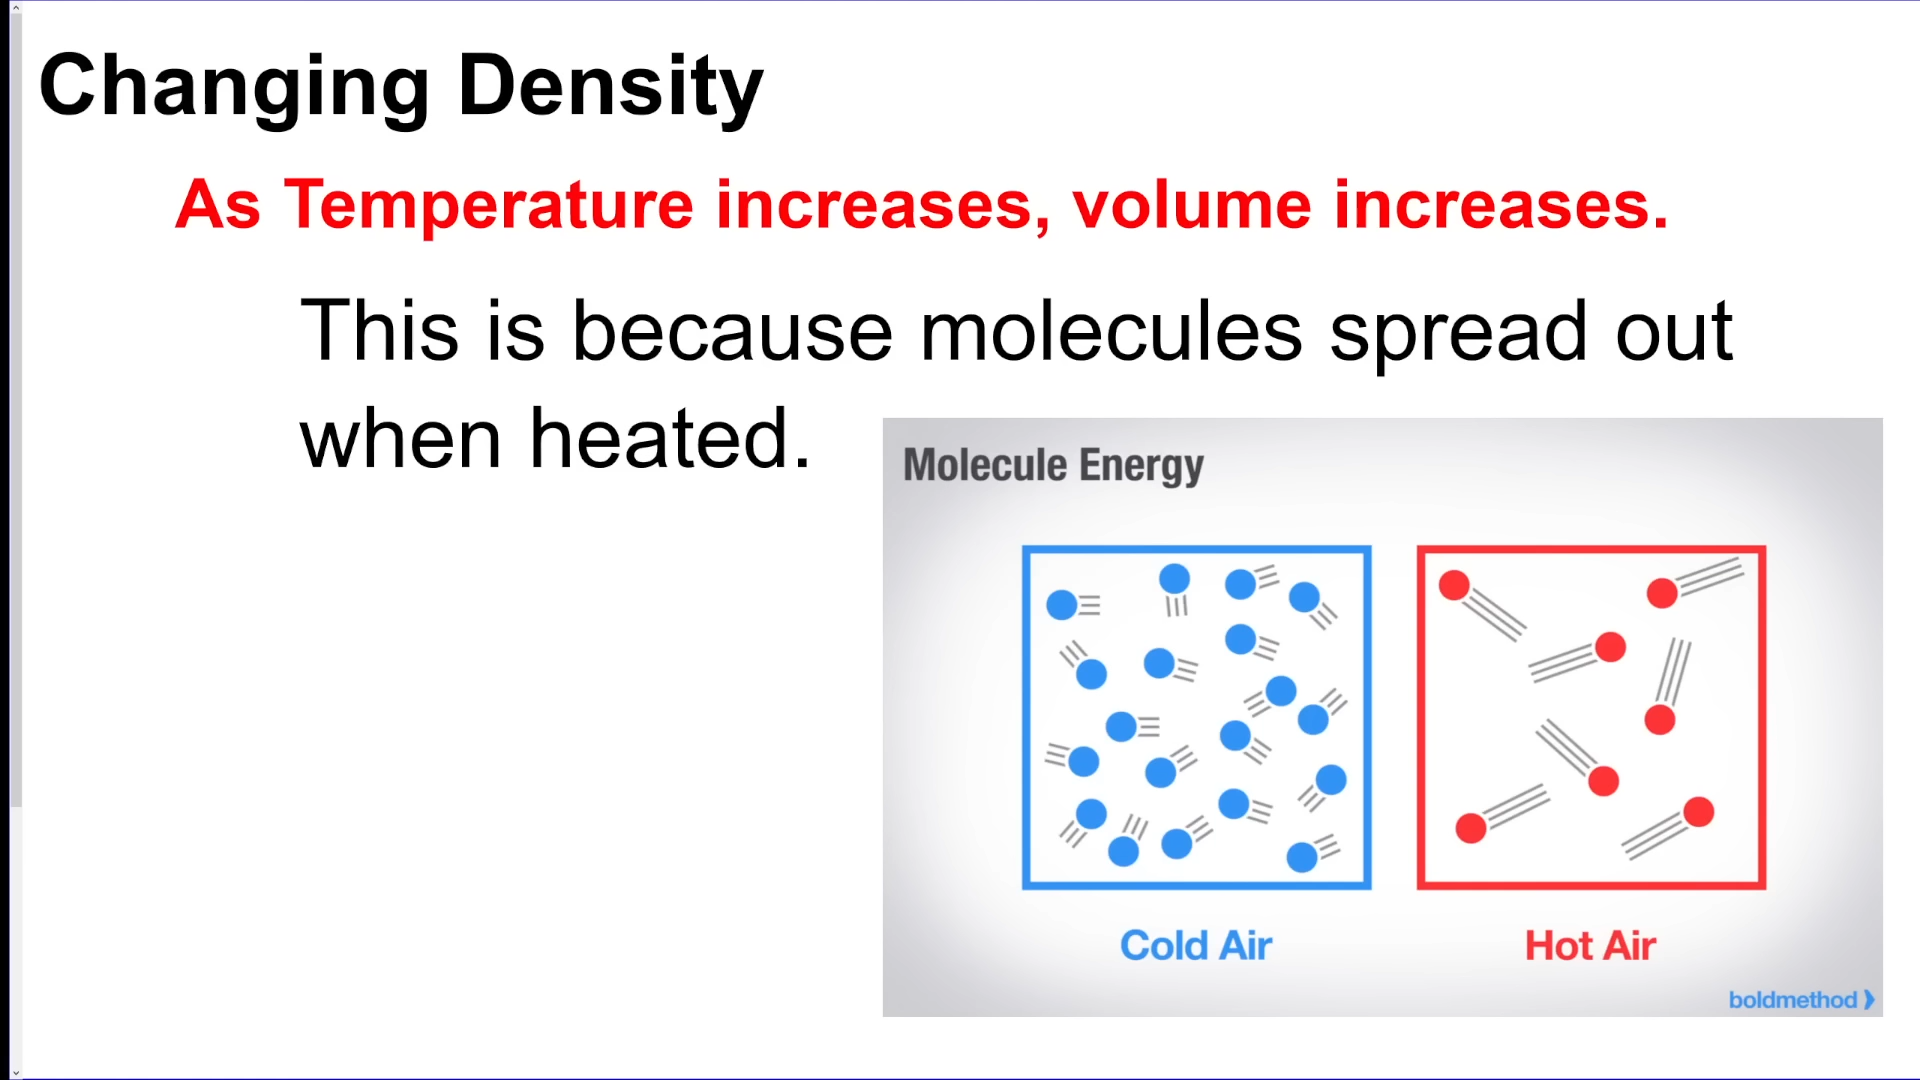 Changing Density
As Temperature increases, volume increases.
This is because molecules spread out
when heated.
Molecule Energy
Cold Air
Hot Air
boldmethod